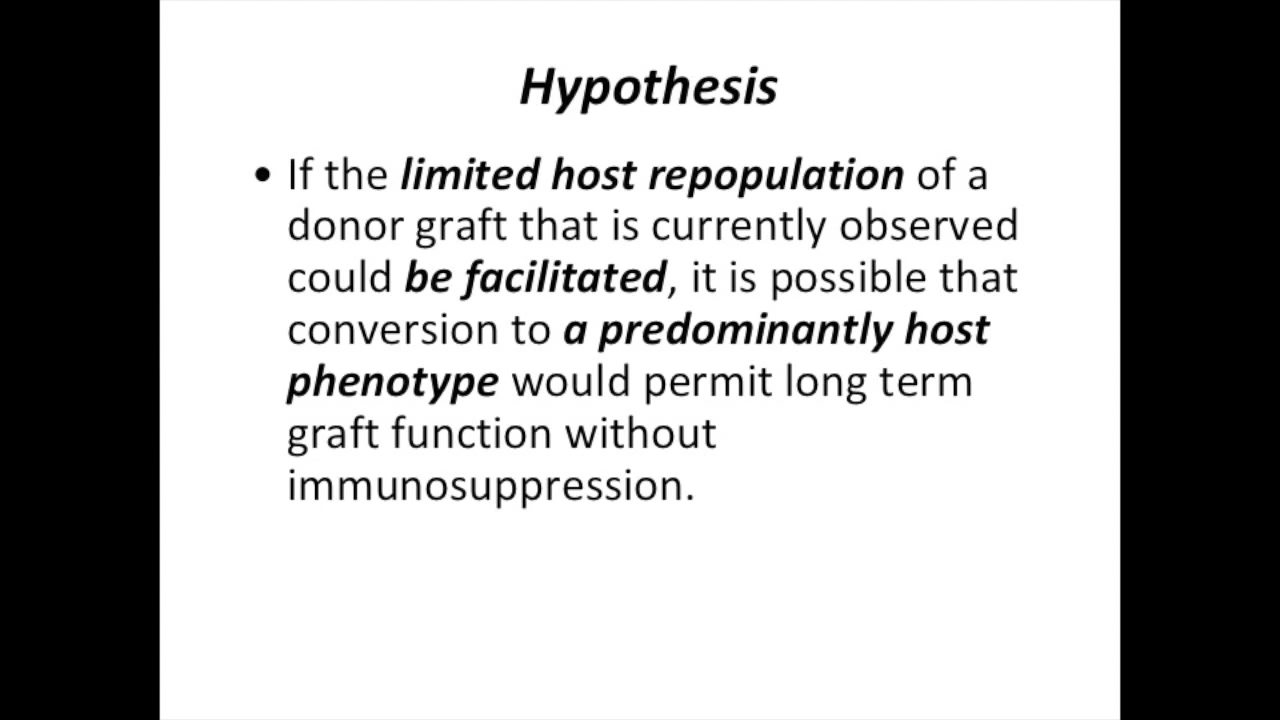 Hypothesis
• If the limited host repopulation of a
donor graft that is currently observed
could be facilitated, it is possible that
conversion to a predominantly host
phenotype would permit long term
graft function without
immunosuppression.